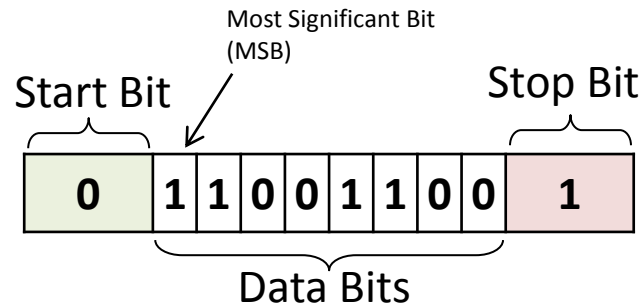 Most Significant Bit
(MSB)
Start Bit
Stop Bit
0 1 1 0 0 1 1 0 0 1
Data Bits